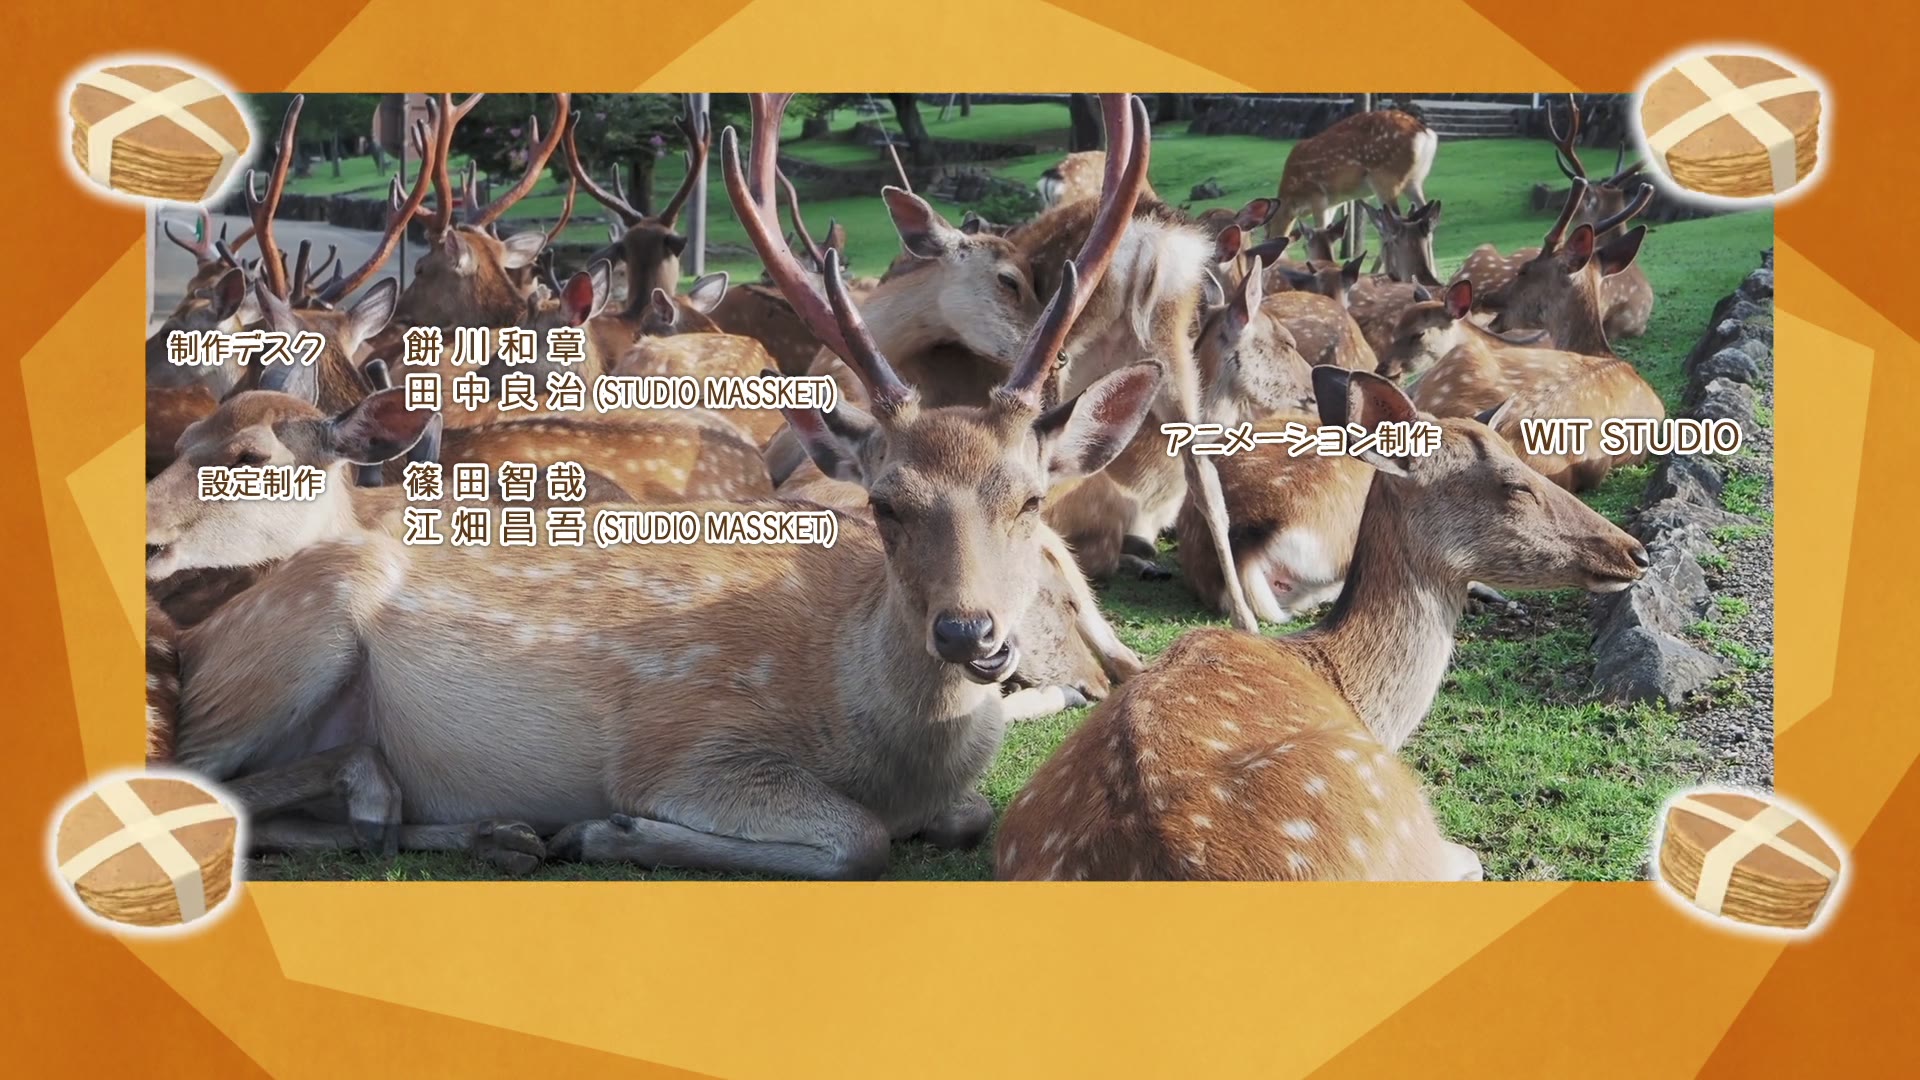 制作デスク 餅川和章
田中良治(STUDIO MASSKET)
設定制作 篠田智哉
江畑昌吾(STUDIO MASSKET)
アニメーション制作 WIT STUDIO